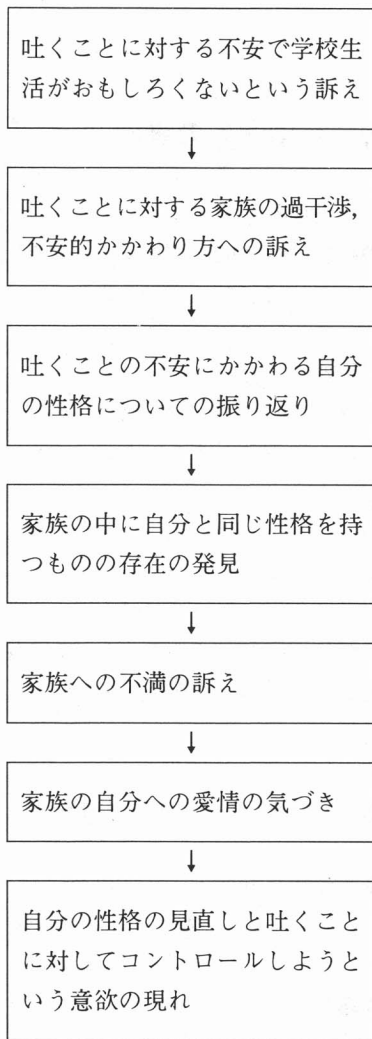 吐くことに対する不安で学校生
活がおもしろくないという訴え
↓
吐くことに対する家族の過干渉,
不安的かかわり方への訴え
↓
吐くことの不安にかかわる自分
の性格についての振り返り
↓
家族の中に自分と同じ性格を持
つものの存在の発見
↓
家族への不満の訴え
↓
家族の自分への愛情の気づき
↓
自分の性格の見直しと吐くこと
に対してコントロールしようと
いう意欲の現れ